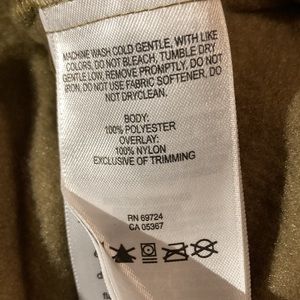 MACHINE WASH COLD GENTLE, WITH LIKE
COLORS, DO NOT BLEACH, TUMBLE DRY
GENTLE LOW, REMOVE PROMPTLY, DO NOT
IRON, DO NOT USE FABRIC SOFTENER, DO
NOT DRYCLEAN.
BODY:
100% POLYESTER
OVERLAY:
100% NYLON
EXCLUSIVE OF TRIMMING
RN 69724
CA 05367